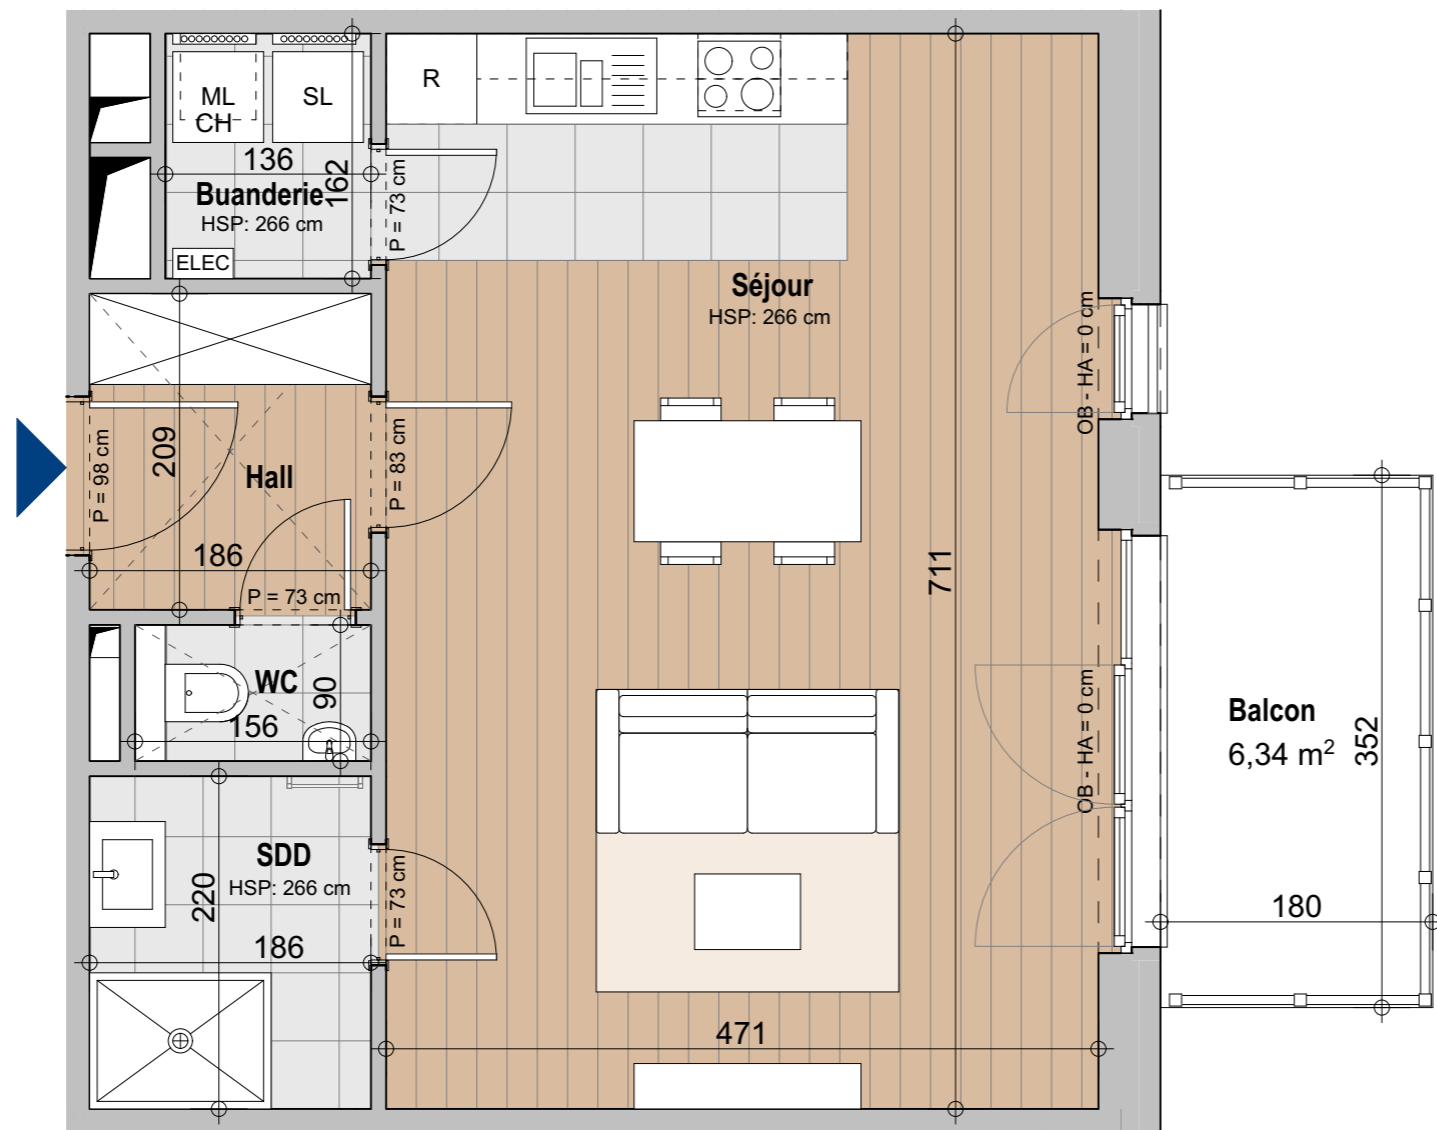 R
ML
CH
SL
136
162
Buanderie
HSP: 266 cm
ELEC
P = 73 cm
Séjour
HSP: 266 cm
OB - HA = 0 cm
P = 98 cm
209
Hall
P = 83 cm
186
P = 73 cm
711
WC
90
156
OB - HA = 0 cm
Balcon
6,34 m²
352
SDD
HSP: 266 cm
220
P = 73 cm
186
180
471